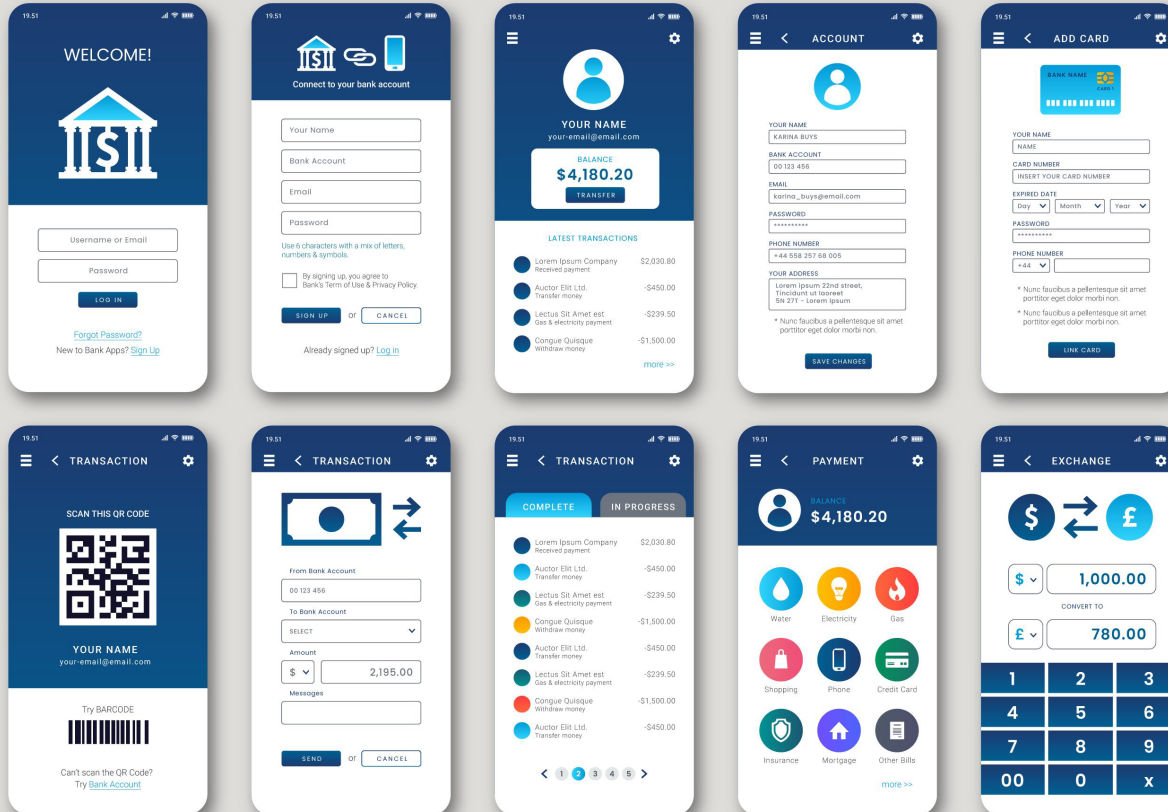 19.51
WELCOME!
$
Username or Email
Password
LOG IN
Forgot Password?
New to Bank Apps? Sign Up
19.51
$
Connect to your bank account
Your Name
Bank Account
Email
Password
Use 6 characters with a mix of letters,
numbers & symbols.
By signing up, you agree to
Bank's Term of Use & Privacy Policy.
SIGN UP or CANCEL
Already signed up? Log in
19.51
YOUR NAME
your-email@email.com
BALANCE
$4,180.20
TRANSFER
LATEST TRANSACTIONS
Lorem Ipsum Company $2,030.80
Received payment
Auctor Elit Ltd. -$450.00
Transfer money
Lectus Sit Amet est -$239.50
Gas & electricity payment
Congue Quisque -$1,500.00
Withdraw money
more >>
19.51
< ACCOUNT
YOUR NAME
KARINA BUYS
BANK ACCOUNT
00 123 456
EMAIL
karina_buys@email.com
PASSWORD
**********
PHONE NUMBER
+44 558 257 68 005
YOUR ADDRESS
Lorem ipsum 22nd street,
Tincidunt ut laoreet
5N 27T - Lorem Ipsum
* Nunc faucibus a pellentesque sit amet
porttitor eget dolor morbi non.
SAVE CHANGES
19.51
< ADD CARD
BANK NAME
CARD 1
YOUR NAME
NAME
CARD NUMBER
INSERT YOUR CARD NUMBER
EXPIRED DATE
Day Month Year
PASSWORD
**********
PHONE NUMBER
+44
* Nunc faucibus a pellentesque sit amet
porttitor eget dolor morbi non.
* Nunc faucibus a pellentesque sit amet
porttitor eget dolor morbi non.
LINK CARD
19.51
< TRANSACTION
SCAN THIS QR CODE
YOUR NAME
your-email@email.com
Try BARCODE
Can't scan the QR Code?
Try Bank Account
19.51
< TRANSACTION
From Bank Account
00 123 456
To Bank Account
SELECT
Amount
$ 2,195.00
Messages
SEND or CANCEL
19.51
< TRANSACTION
COMPLETE IN PROGRESS
Lorem Ipsum Company $2,030.80
Received payment
Auctor Elit Ltd. -$450.00
Transfer money
Lectus Sit Amet est -$239.50
Gas & electricity payment
Congue Quisque -$1,500.00
Withdraw money
Auctor Elit Ltd. -$450.00
Transfer money
Lectus Sit Amet est -$239.50
Gas & electricity payment
Congue Quisque -$1,500.00
Withdraw money
Auctor Elit Ltd. -$450.00
Transfer money
< 1 2 3 4 5 >
19.51
< PAYMENT
BALANCE
$4,180.20
Water Electricity Gas
Shopping Phone Credit Card
Insurance Mortgage Other Bills
more >>
19.51
< EXCHANGE
$ £
$ 1,000.00
CONVERT TO
£ 780.00
1 2 3
4 5 6
7 8 9
00 0 x